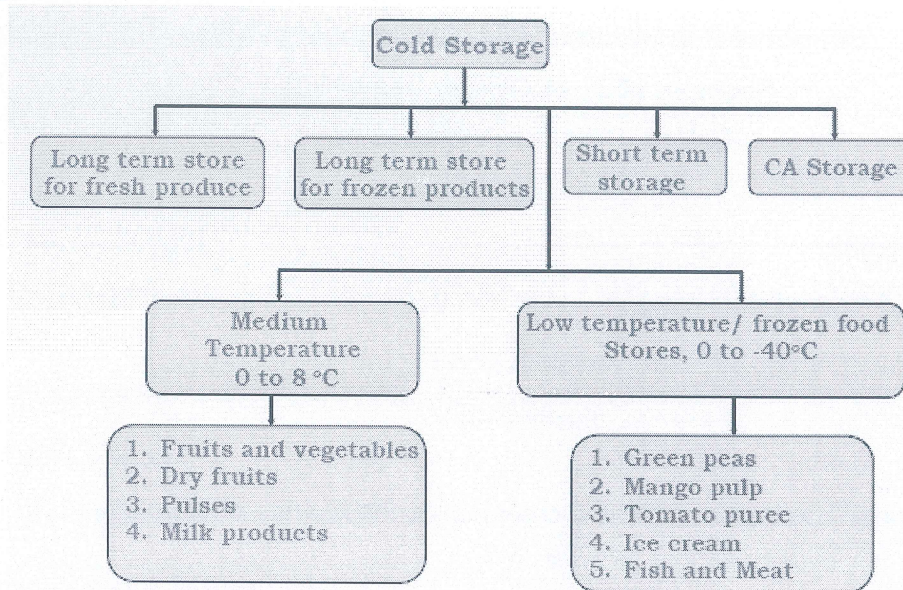 Cold Storage
Long term store
for fresh produce
Long term store
for frozen products
Short term
storage
CA Storage
Medium
Temperature
0 to 8 °C
Low temperature/ frozen food
Stores, 0 to -40°C
1. Fruits and vegetables
2. Dry fruits
3. Pulses
4. Milk products
1. Green peas
2. Mango pulp
3. Tomato puree
4. Ice cream
5. Fish and Meat